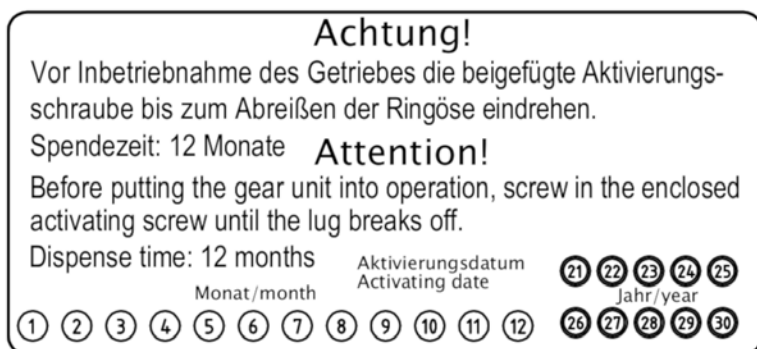 Achtung!
Vor Inbetriebnahme des Getriebes die beigefügte Aktivierungs-
schraube bis zum Abreißen der Ringöse eindrehen.
Spendezeit: 12 Monate Attention!
Before putting the gear unit into operation, screw in the enclosed
activating screw until the lug breaks off.
Dispense time: 12 months
Aktivierungsdatum
Activating date
21 22 23 24 25
Monat/month
Jahr/year
1 2 3 4 5 6 7 8 9 10 11 12
26 27 28 29 30